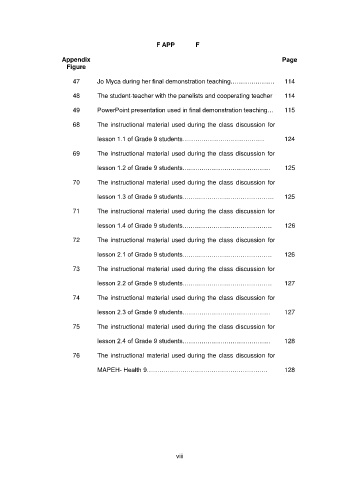 F APP F
Appendix Page
Figure
47 Jo Myca during her final demonstration teaching………………… 114
48 The student-teacher with the panelists and cooperating teacher 114
49 PowerPoint presentation used in final demonstration teaching… 115
68 The instructional material used during the class discussion for
lesson 1.1 of Grade 9 students………………………………… 124
69 The instructional material used during the class discussion for
lesson 1.2 of Grade 9 students…………………………………… 125
70 The instructional material used during the class discussion for
lesson 1.3 of Grade 9 students……………………………………… 125
71 The instructional material used during the class discussion for
lesson 1.4 of Grade 9 students…………………………………… 126
72 The instructional material used during the class discussion for
lesson 2.1 of Grade 9 students…………………………………… 126
73 The instructional material used during the class discussion for
lesson 2.2 of Grade 9 students…………………………………… 127
74 The instructional material used during the class discussion for
lesson 2.3 of Grade 9 students…………………………………… 127
75 The instructional material used during the class discussion for
lesson 2.4 of Grade 9 students…………………………………… 128
76 The instructional material used during the class discussion for
MAPEH- Health 9………………………………………………… 128
viii